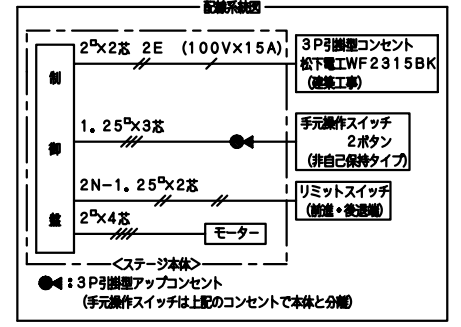 配線系統図
2□×2芯 2E (100V×15A)
3P引掛型コンセント
松下電工WF2315BK
(建築工事)
制御盤
1.25□×3芯
手元操作スイッチ
2ボタン
(非自己保持タイプ)
2N-1.25□×2芯
リミットスイッチ
(前進・後退端)
2□×4芯
モーター
<ステージ本体>
:3P引掛型アップコンセント
(手元操作スイッチは上記のコンセントで本体と分離)